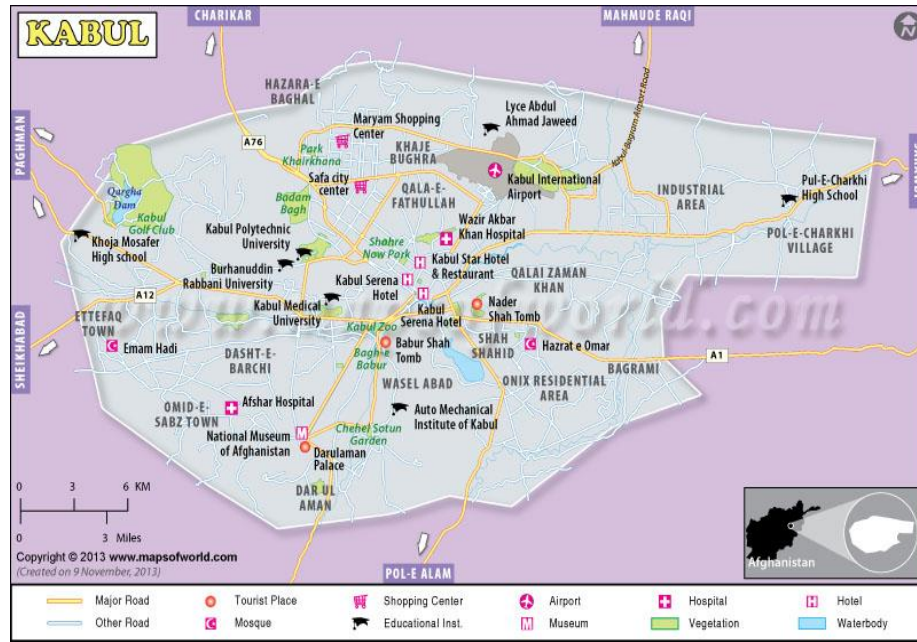 CHARIKAR
MAHMUDE RAQI
KABUL
N
HAZARA-E
BAGHAL
Maryam Shopping
Center
Lyce Abdul
Ahmad Jaweed
Kabul-Bagram Airport Road
A76
Park
Khairkhana
KHAJE
BUGHRA
PAGHMAN
Safa city
center
Kabul International
Airport
Qargha
Dam
Kabul
Golf Club
Badam
Bagh
QALA-E-
FATHULLAH
INDUSTRIAL
AREA
Pul-E-Charkhi
High School
Khoja Mosafer
High school
Kabul Polytechnic
University
Wazir Akbar
Khan Hospital
POL-E-CHARKHI
VILLAGE
Shahre
Now Park
Burhanuddin
Rabbani University
Kabul Star Hotel
& Restaurant
Kabul Serena
Hotel
QALAI ZAMAN
KHAN
A12
Kabul Medical
University
Kabul
Serena Hotel
Nader
Shah Tomb
ETTEFAQ
TOWN
Kabul Zoo
SHEIKHABAD
Emam Hadi
Babur Shah
Tomb
SHAH
SHAHID
Hazrat e Omar
DASHT-E-
BARCHI
Bagh-e
Babur
A1
BAGRAMI
WASEL ABAD
ONIX RESIDENTIAL
AREA
OMID-E-
SABZ TOWN
Afshar Hospital
Auto Mechanical
Institute of Kabul
National Museum
of Afghanistan
Chehel Sotun
Garden
Darulaman
Palace
DAR UL
AMAN
0 3 6 KM
0 3 Miles
Afghanistan
Copyright © 2013 www.mapsofworld.com
(Created on 9 November, 2013)
POL-E ALAM
Major Road
Tourist Place
Shopping Center
Airport
Hospital
Hotel
Other Road
Mosque
Educational Inst.
Museum
Vegetation
Waterbody